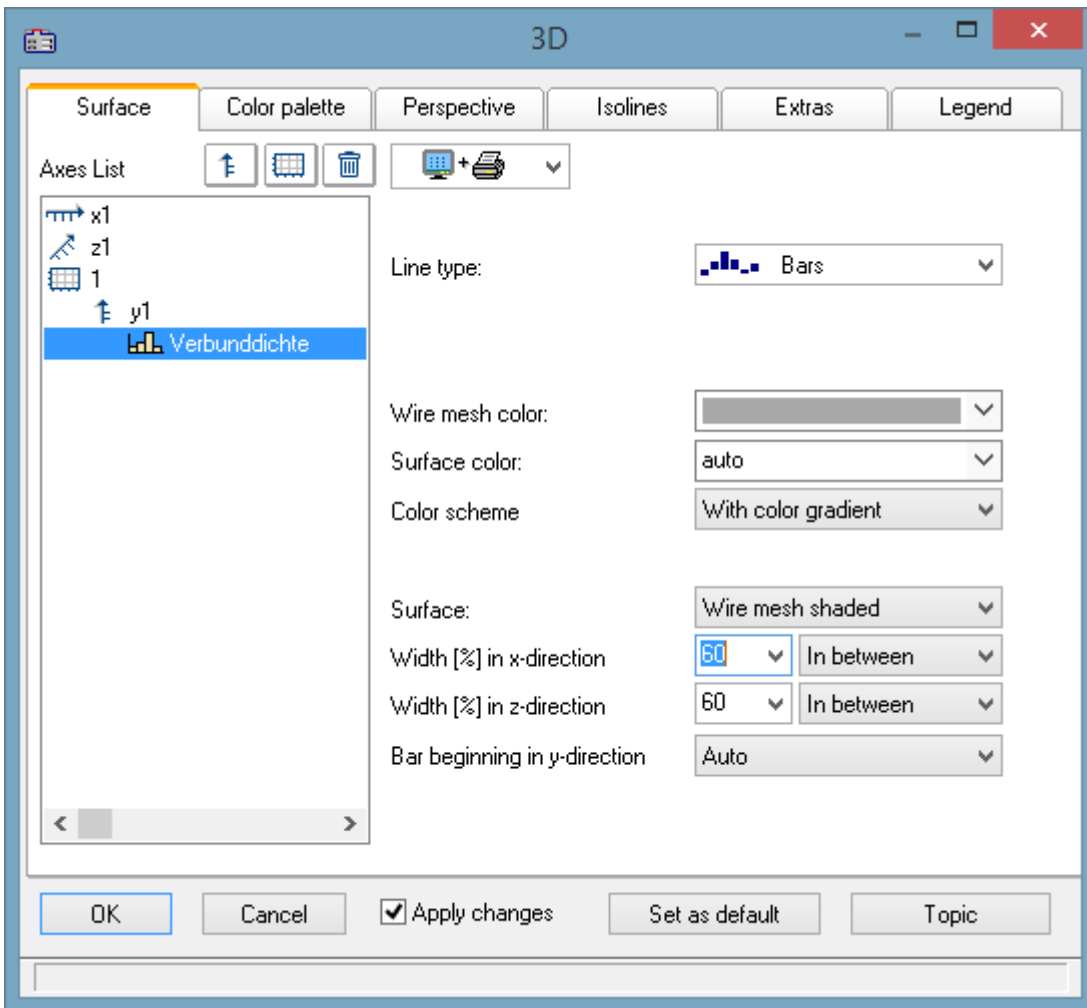 3D
Surface
Color palette
Perspective
Isolines
Extras
Legend
Axes List
x1
z1
1
y1
Verbunddichte
Line type:
Bars
Wire mesh color:
Surface color:
auto
Color scheme
With color gradient
Surface:
Wire mesh shaded
Width [%] in x-direction
60
In between
Width [%] in z-direction
60
In between
Bar beginning in y-direction
Auto
OK
Cancel
Apply changes
Set as default
Topic